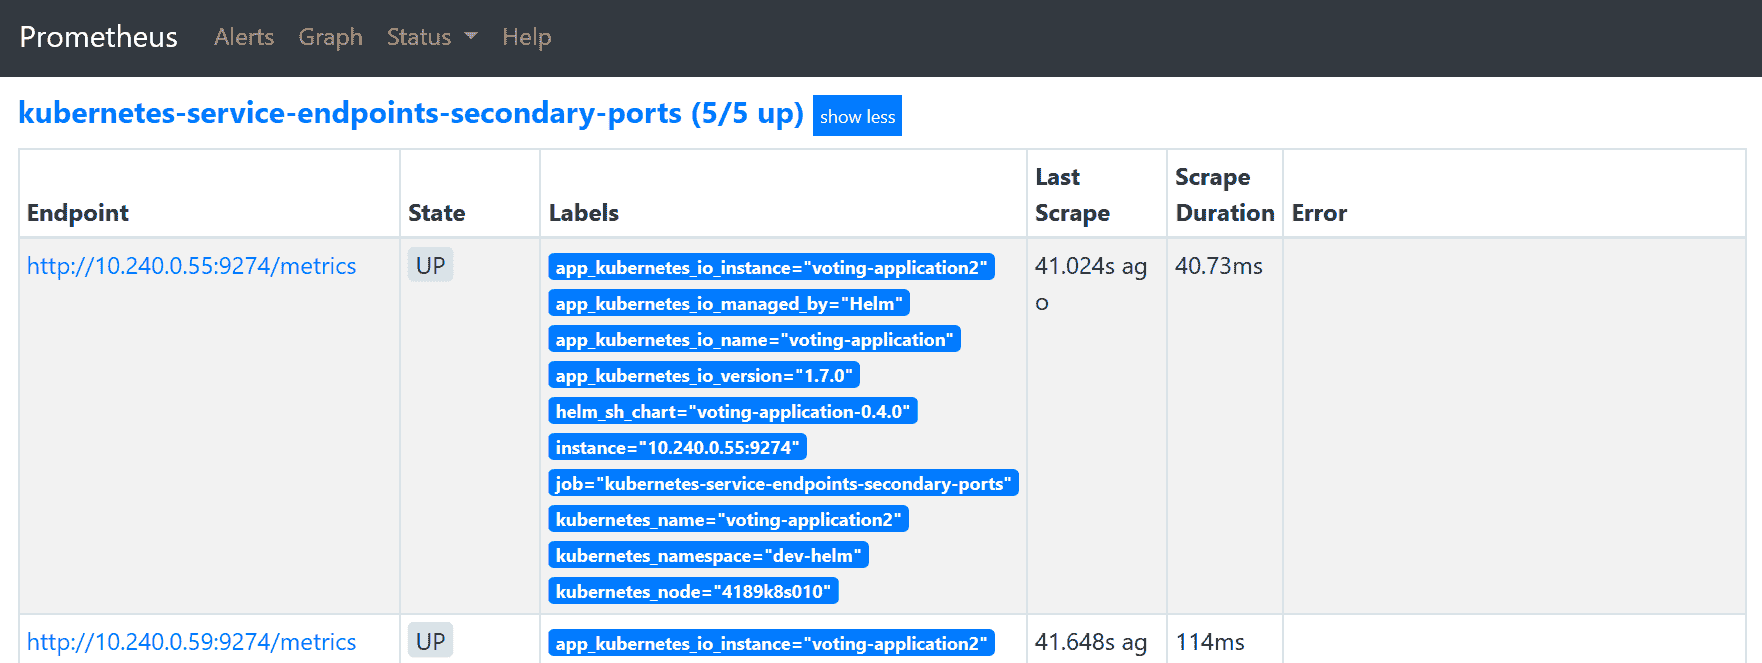 Prometheus Alerts Graph Status Help
kubernetes-service-endpoints-secondary-ports (5/5 up) show less
Endpoint State Labels Last Scrape Scrape Duration Error
http://10.240.0.55:9274/metrics UP app_kubernetes_io_instance="voting-application2" 41.024s ag 40.73ms
app_kubernetes_io_managed_by="Helm" o
app_kubernetes_io_name="voting-application"
app_kubernetes_io_version="1.7.0"
helm_sh_chart="voting-application-0.4.0"
instance="10.240.0.55:9274"
job="kubernetes-service-endpoints-secondary-ports"
kubernetes_name="voting-application2"
kubernetes_namespace="dev-helm"
kubernetes_node="4189k8s010"
http://10.240.0.59:9274/metrics UP app_kubernetes_io_instance="voting-application2" 41.648s ag 114ms